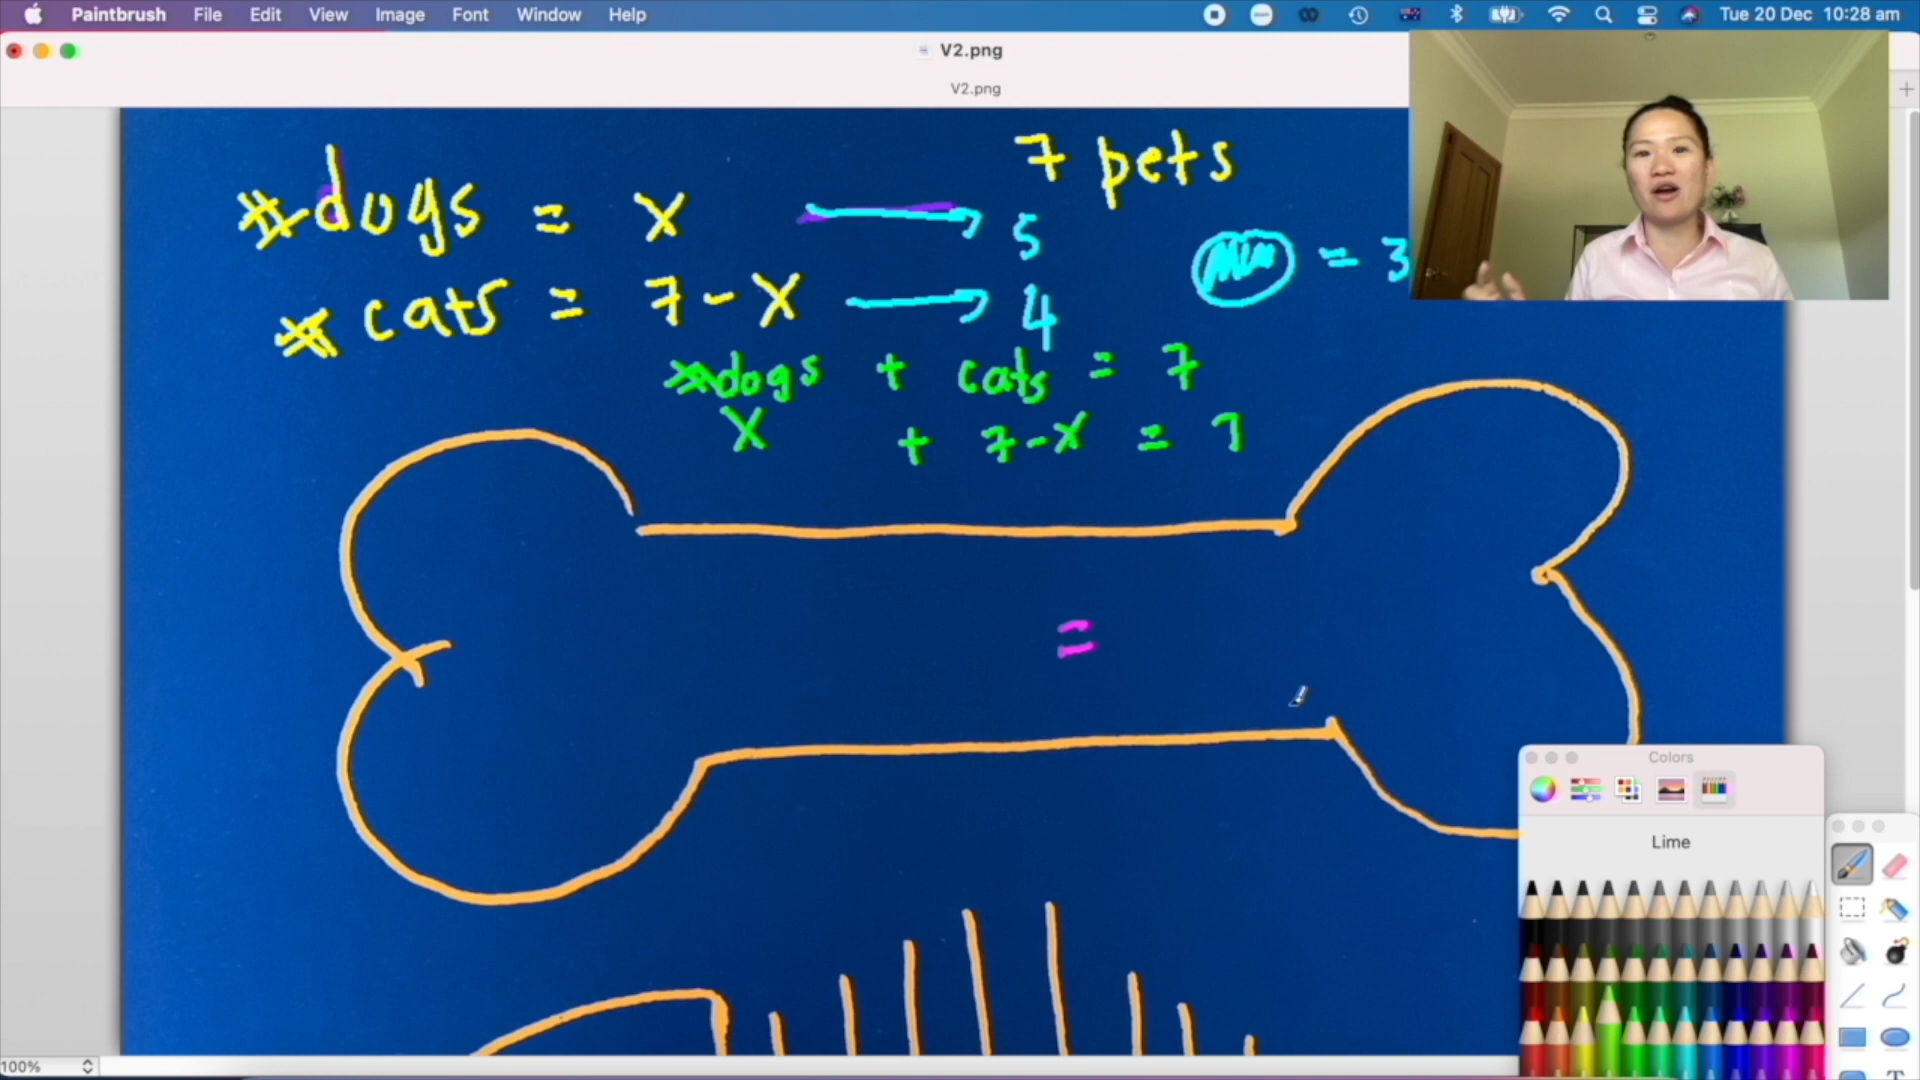 Paintbrush File Edit View Image Font Window Help Tue 20 Dec 10:28 am
V2.png
V2.png
7 pets
#dogs = x → 5
# cats = 7-x → 4
Min = 3
#dogs + cats = 7
x + 7-x = 7
=
Colors
Lime
100%